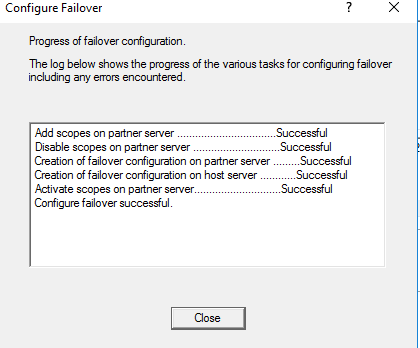 Configure Failover
?
Progress of failover configuration.
The log below shows the progress of the various tasks for configuring failover
including any errors encountered.
Add scopes on partner server .................................Successful
Disable scopes on partner server .............................Successful
Creation of failover configuration on partner server .........Successful
Creation of failover configuration on host server ............Successful
Activate scopes on partner server.............................Successful
Configure failover successful.
Close